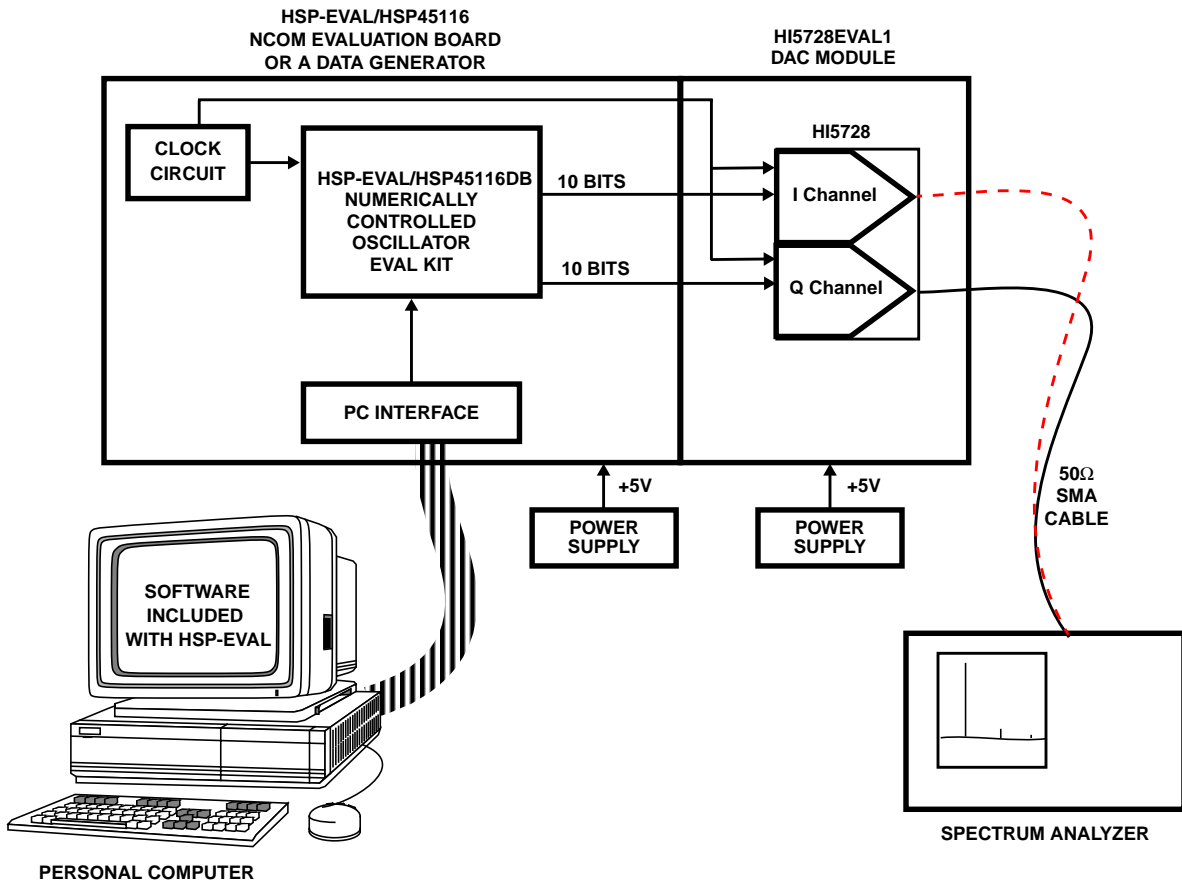 HSP-EVAL/HSP45116
NCOM EVALUATION BOARD
OR A DATA GENERATOR
HI5728EVAL1
DAC MODULE
CLOCK
CIRCUIT
HSP-EVAL/HSP45116DB
NUMERICALLY
CONTROLLED
OSCILLATOR
EVAL KIT
10 BITS
10 BITS
HI5728
I Channel
Q Channel
PC INTERFACE
+5V
POWER
SUPPLY
+5V
POWER
SUPPLY
50Ω
SMA
CABLE
SOFTWARE
INCLUDED
WITH HSP-EVAL
SPECTRUM ANALYZER
PERSONAL COMPUTER